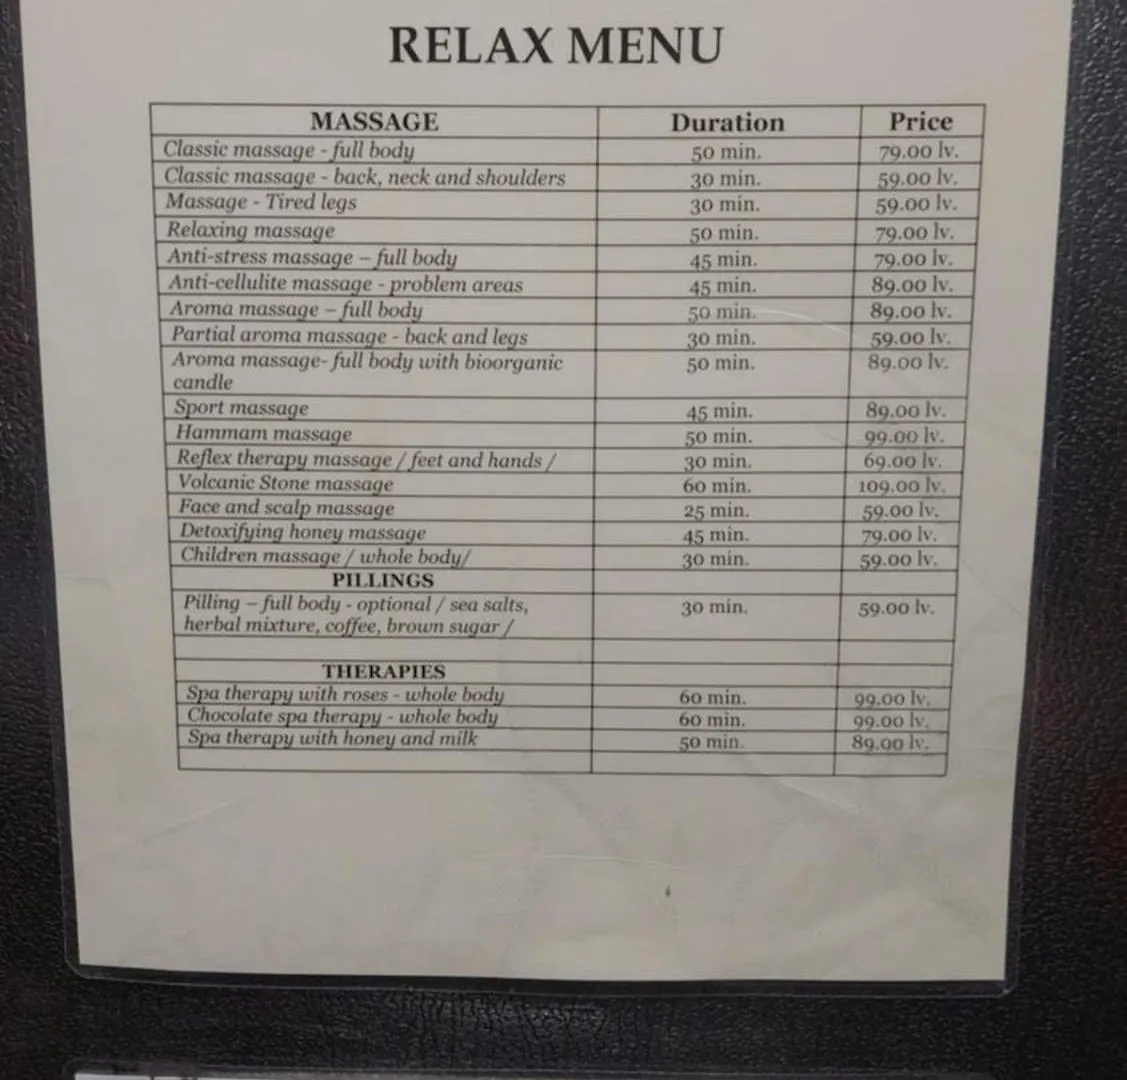 RELAX MENU
MASSAGE Duration Price
Classic massage - full body 50 min. 79.00 lv.
Classic massage - back, neck and shoulders 30 min. 59.00 lv.
Massage - Tired legs 30 min. 59.00 lv.
Relaxing massage 50 min. 79.00 lv.
Anti-stress massage – full body 45 min. 79.00 lv.
Anti-cellulite massage - problem areas 45 min. 89.00 lv.
Aroma massage – full body 50 min. 89.00 lv.
Partial aroma massage - back and legs 30 min. 59.00 lv.
Aroma massage- full body with bioorganic 50 min. 89.00 lv.
candle
Sport massage 45 min. 89.00 lv.
Hammam massage 50 min. 99.00 lv.
Reflex therapy massage / feet and hands / 30 min. 69.00 lv.
Volcanic Stone massage 60 min. 109.00 lv.
Face and scalp massage 25 min. 59.00 lv.
Detoxifying honey massage 45 min. 79.00 lv.
Children massage / whole body/ 30 min. 59.00 lv.
PILLINGS
Pilling – full body - optional / sea salts, 30 min. 59.00 lv.
herbal mixture, coffee, brown sugar /
THERAPIES
Spa therapy with roses - whole body 60 min. 99.00 lv.
Chocolate spa therapy - whole body 60 min. 99.00 lv.
Spa therapy with honey and milk 50 min. 89.00 lv.